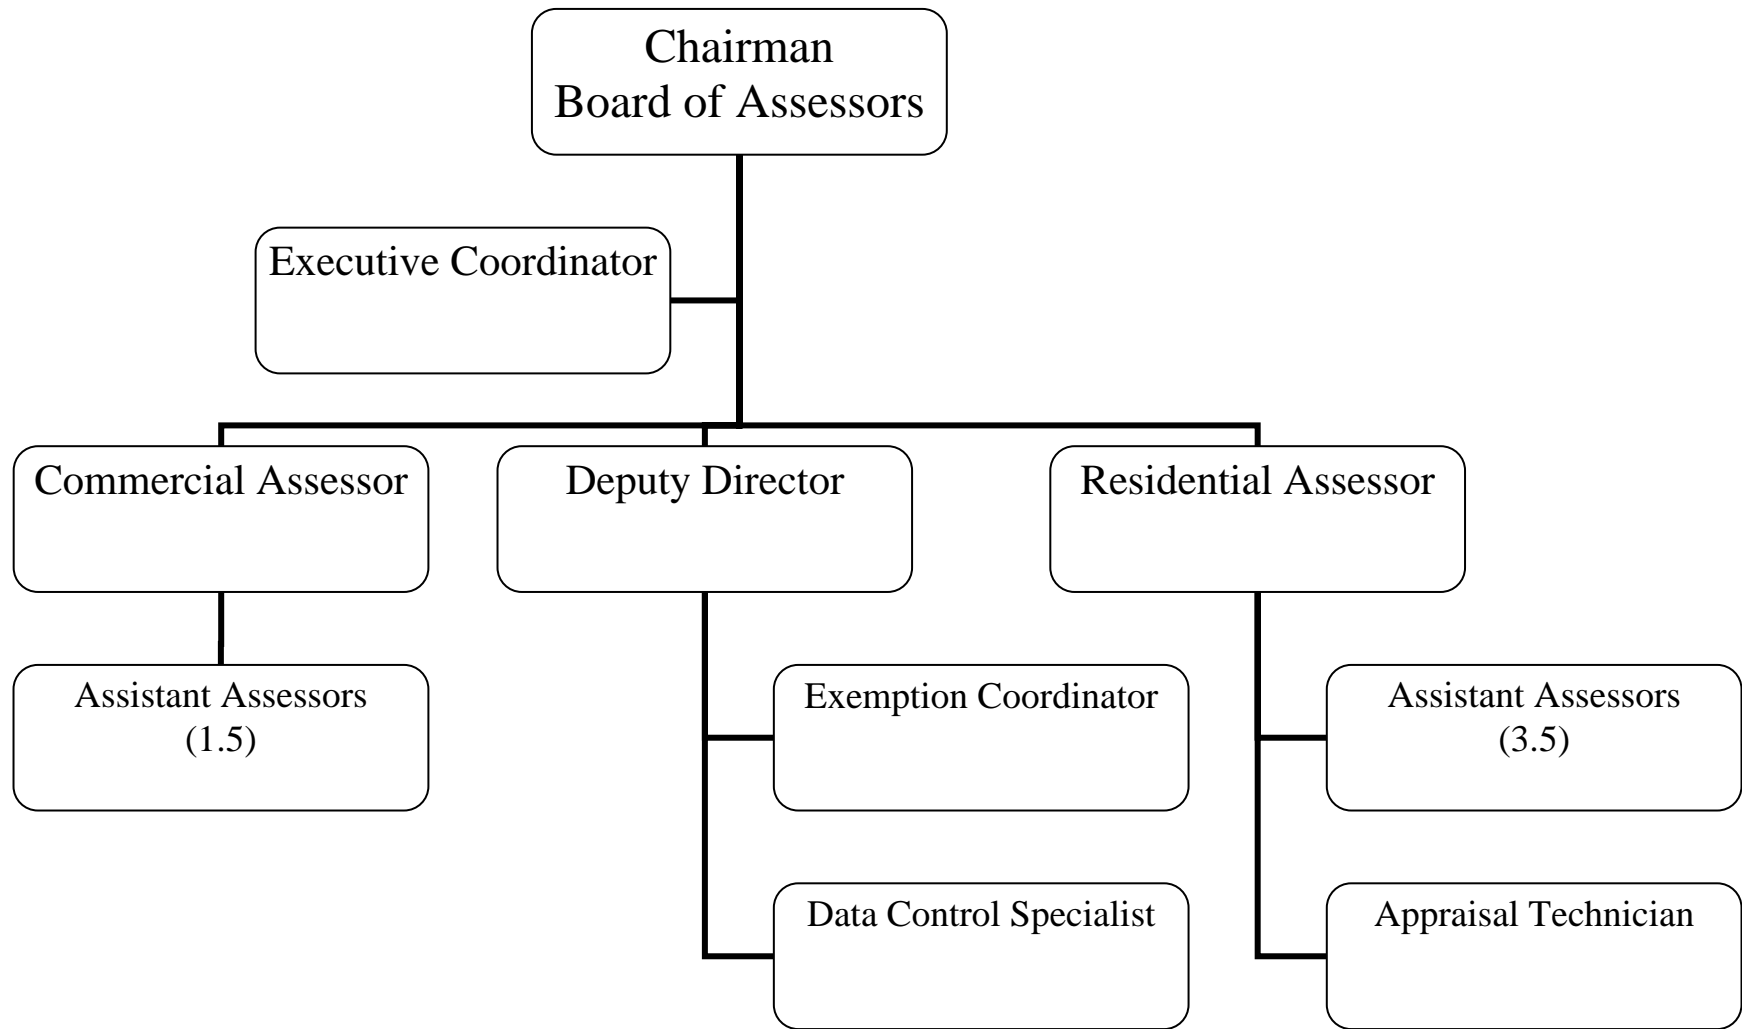 Chairman
Board of Assessors
Executive Coordinator
Commercial Assessor
Deputy Director
Residential Assessor
Assistant Assessors
(1.5)
Exemption Coordinator
Assistant Assessors
(3.5)
Data Control Specialist
Appraisal Technician